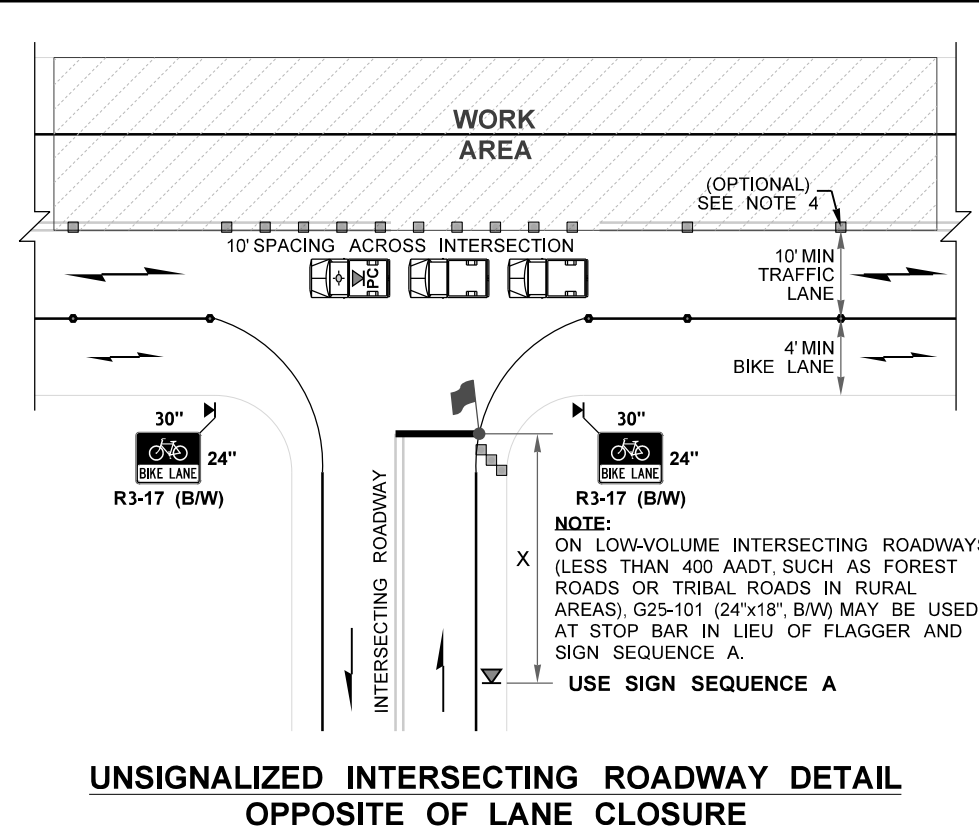 WORK
AREA
(OPTIONAL)
SEE NOTE 4
10' SPACING ACROSS INTERSECTION
PC
10' MIN
TRAFFIC
LANE
4' MIN
BIKE LANE
30"
24"
BIKE LANE
R3-17 (B/W)
30"
24"
BIKE LANE
R3-17 (B/W)
INTERSECTING ROADWAY
X
NOTE:
ON LOW-VOLUME INTERSECTING ROADWAYS
(LESS THAN 400 AADT, SUCH AS FOREST
ROADS OR TRIBAL ROADS IN RURAL
AREAS), G25-101 (24"x18", B/W) MAY BE USED
AT STOP BAR IN LIEU OF FLAGGER AND
SIGN SEQUENCE A.
USE SIGN SEQUENCE A
UNSIGNALIZED INTERSECTING ROADWAY DETAIL
OPPOSITE OF LANE CLOSURE